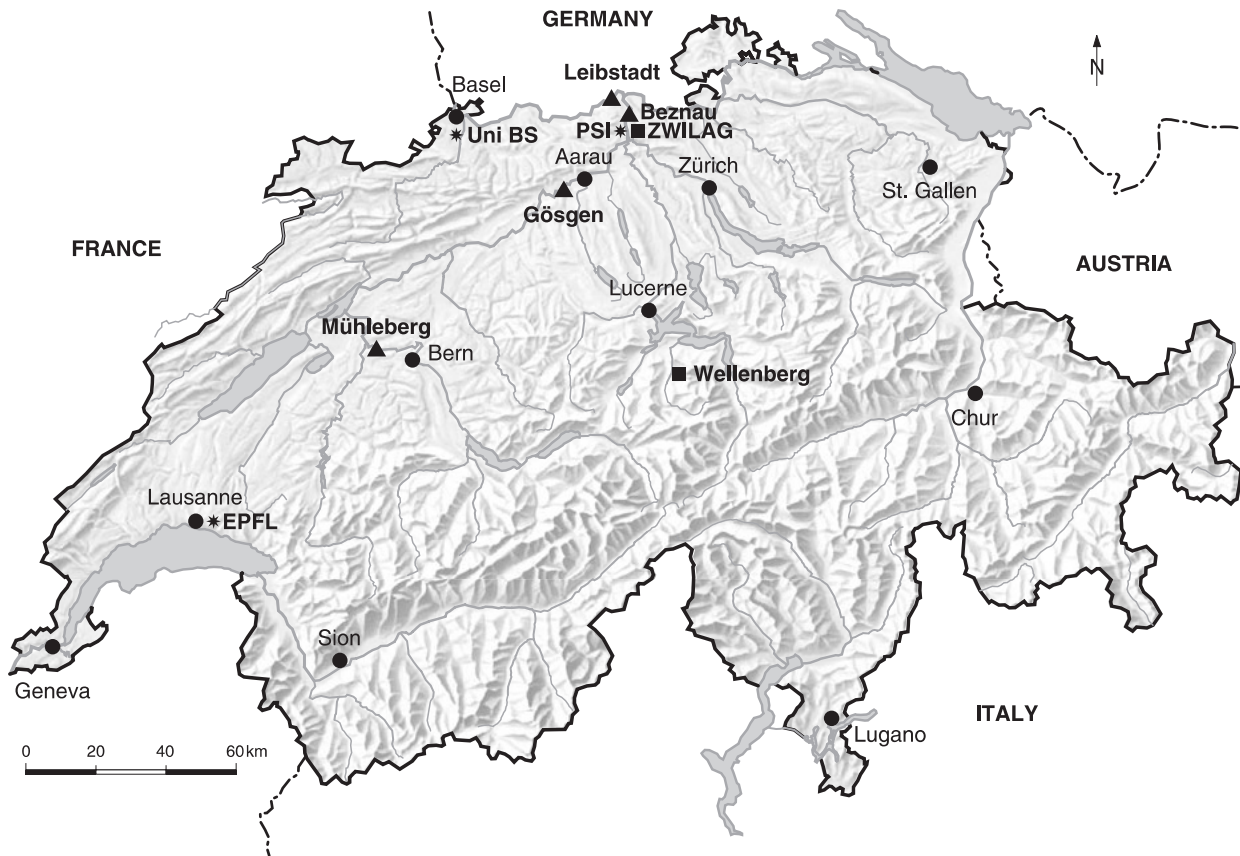 GERMANY
N
Leibstadt
Basel
Beznau
Uni BS
PSI
ZWILAG
Aarau
Zürich
St. Gallen
Gösgen
FRANCE
AUSTRIA
Lucerne
Mühleberg
Bern
Wellenberg
Chur
Lausanne
EPFL
Sion
Geneva
ITALY
Lugano
0 20 40 60 km